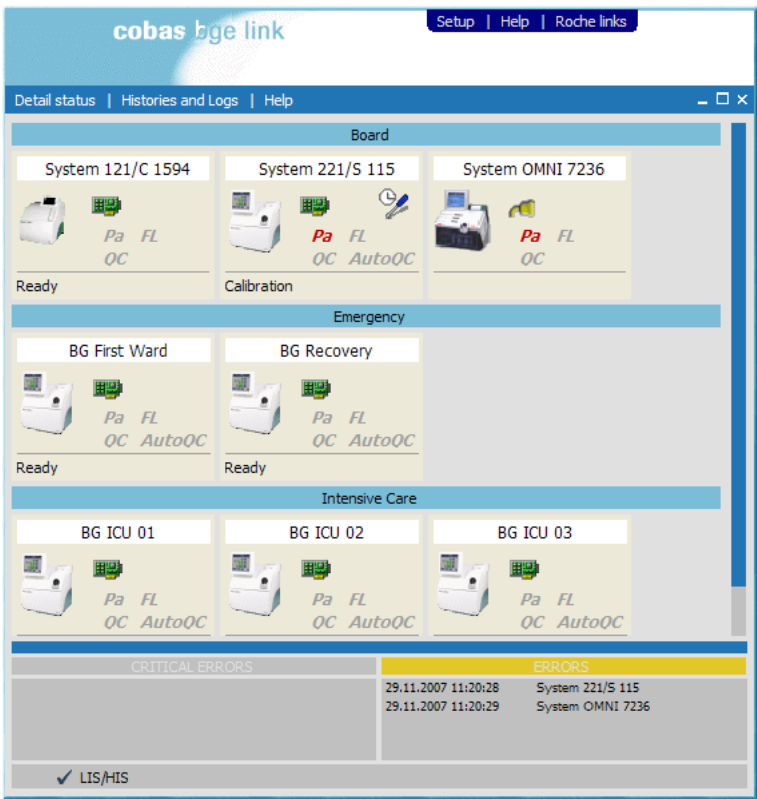 cobas bge link
Setup | Help | Roche links
Detail status | Histories and Logs | Help
Board
System 121/C 1594
System 221/S 115
System OMNI 7236
Pa FL
Pa FL
Pa FL
QC
QC AutoQC
QC
Ready
Calibration
Emergency
BG First Ward
BG Recovery
Pa FL
Pa FL
QC AutoQC
QC AutoQC
Ready
Ready
Intensive Care
BG ICU 01
BG ICU 02
BG ICU 03
Pa FL
Pa FL
Pa FL
QC AutoQC
QC AutoQC
QC AutoQC
CRITICAL ERRORS
ERRORS
29.11.2007 11:20:28 System 221/S 115
29.11.2007 11:20:29 System OMNI 7236
LIS/HIS